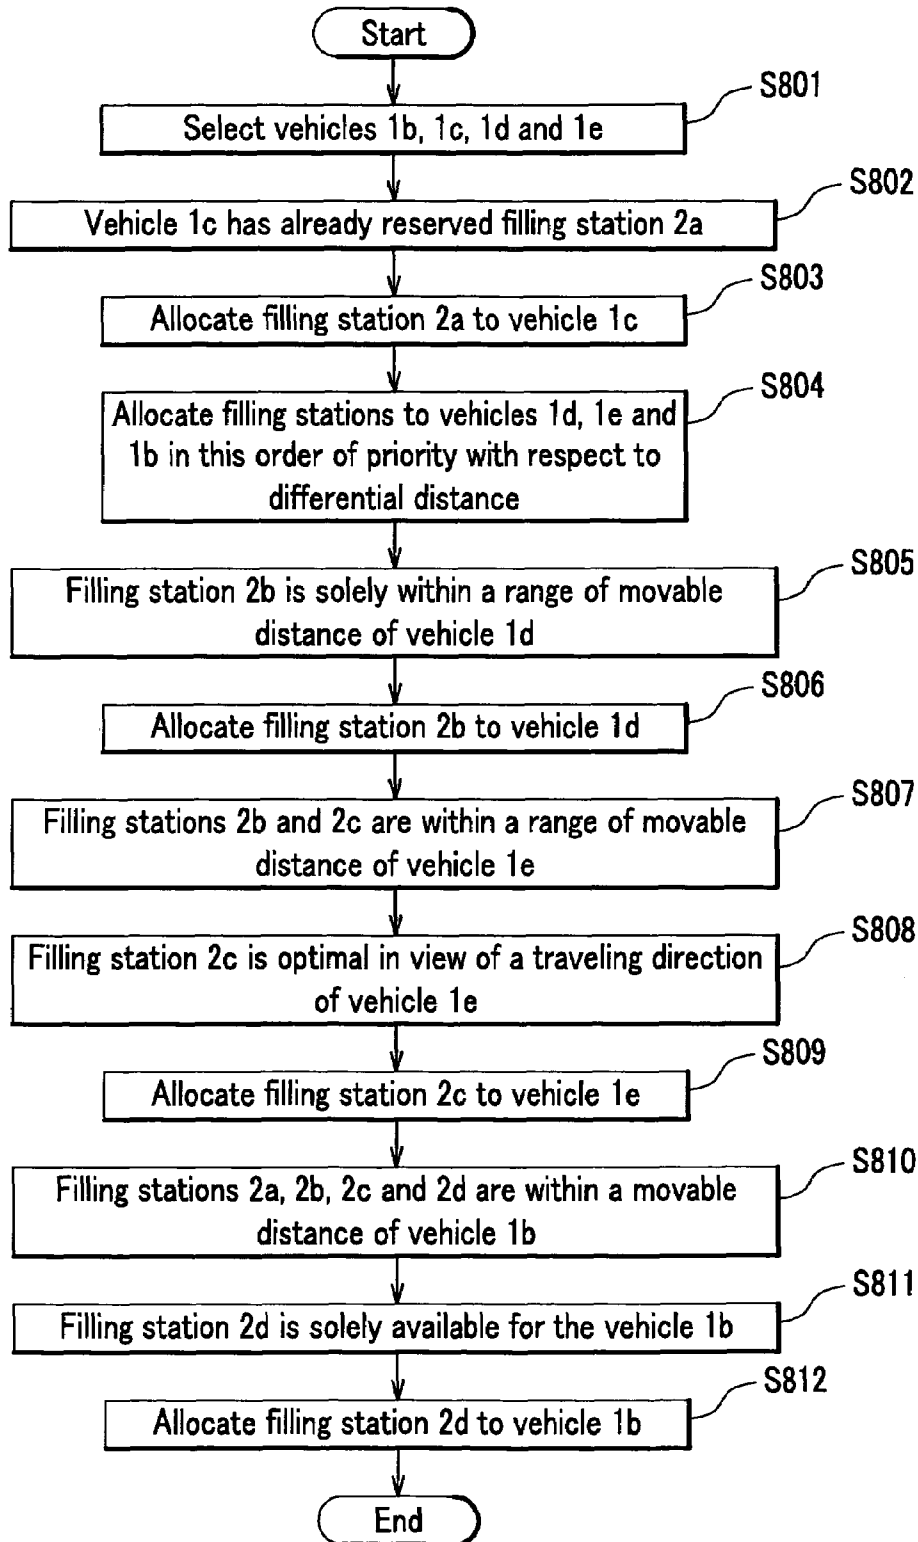 Start
S801
Select vehicles 1b, 1c, 1d and 1e
S802
Vehicle 1c has already reserved filling station 2a
S803
Allocate filling station 2a to vehicle 1c
S804
Allocate filling stations to vehicles 1d, 1e and
1b in this order of priority with respect to
differential distance
S805
Filling station 2b is solely within a range of movable
distance of vehicle 1d
S806
Allocate filling station 2b to vehicle 1d
S807
Filling stations 2b and 2c are within a range of movable
distance of vehicle 1e
S808
Filling station 2c is optimal in view of a traveling direction
of vehicle 1e
S809
Allocate filling station 2c to vehicle 1e
S810
Filling stations 2a, 2b, 2c and 2d are within a movable
distance of vehicle 1b
S811
Filling station 2d is solely available for the vehicle 1b
S812
Allocate filling station 2d to vehicle 1b
End